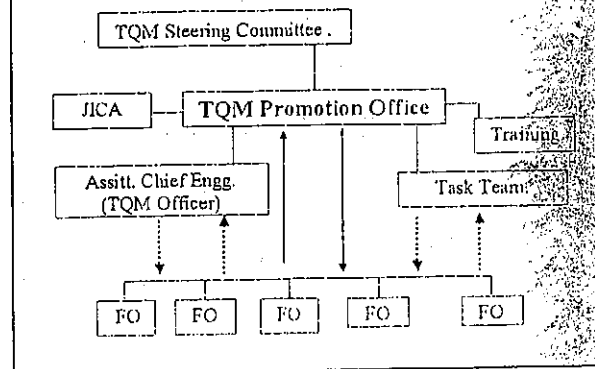 TQM Steering Committee .
JICA
TQM Promotion Office
Training
Assitt. Chief Engg.
(TQM Officer)
Task Team
FO
FO
FO
FO
FO